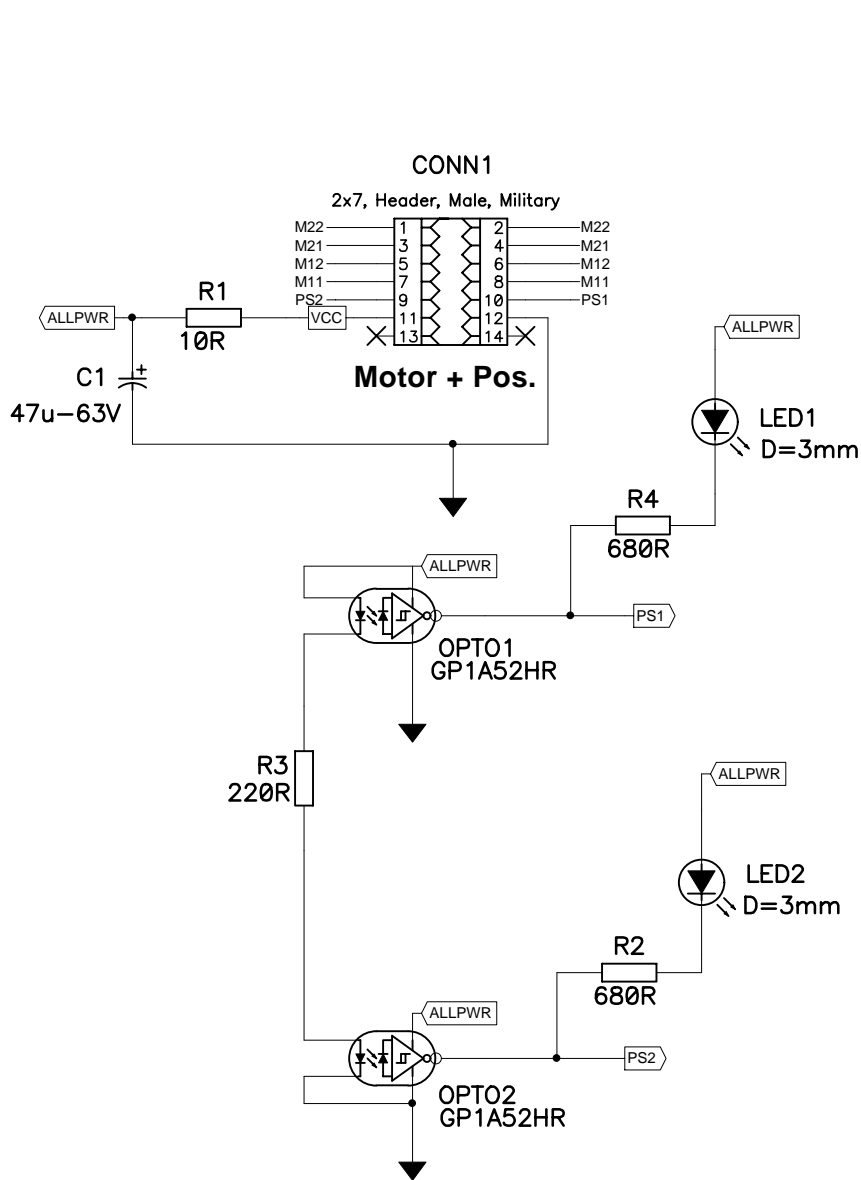 CONN1
2x7, Header, Male, Military
M22 1 2 M22
M21 3 4 M21
M12 5 6 M12
M11 7 8 M11
PS2 9 10 PS1
ALLPWR R1 VCC 11 12
10R 13 14
ALLPWR
Motor + Pos.
C1 +
47u-63V
LED1
D=3mm
R4
680R
ALLPWR
PS1
OPTO1
GP1A52HR
R3
220R
ALLPWR
LED2
D=3mm
R2
680R
ALLPWR
PS2
OPTO2
GP1A52HR